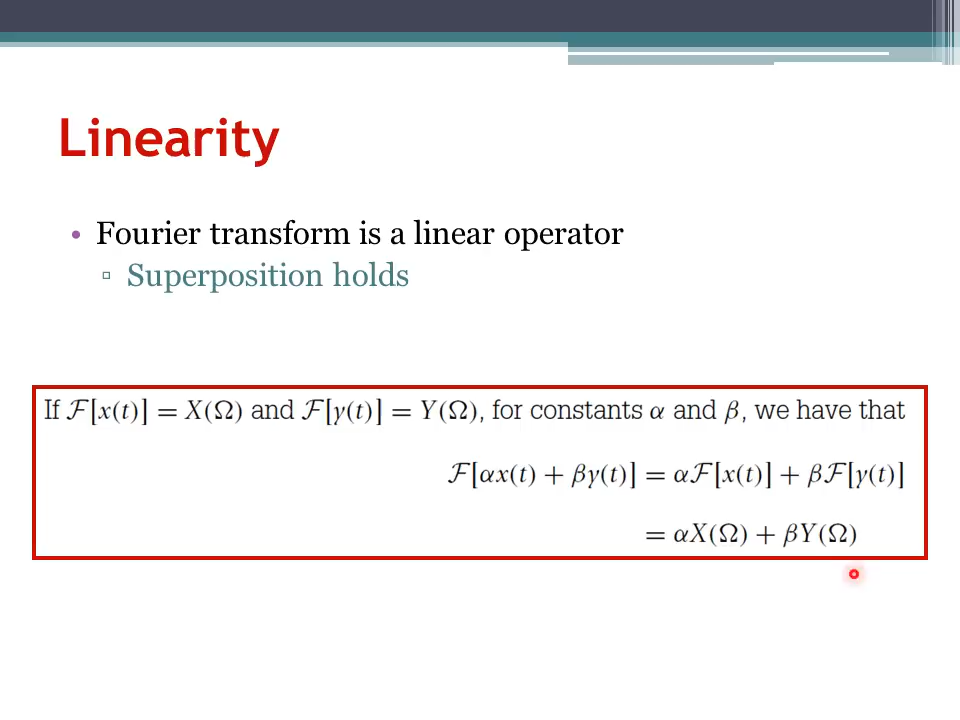 Linearity
• Fourier transform is a linear operator
▫ Superposition holds
If ℱ[x(t)] = X(Ω) and ℱ[y(t)] = Y(Ω), for constants α and β, we have that
ℱ[αx(t) + βy(t)] = αℱ[x(t)] + βℱ[y(t)]
= αX(Ω) + βY(Ω)